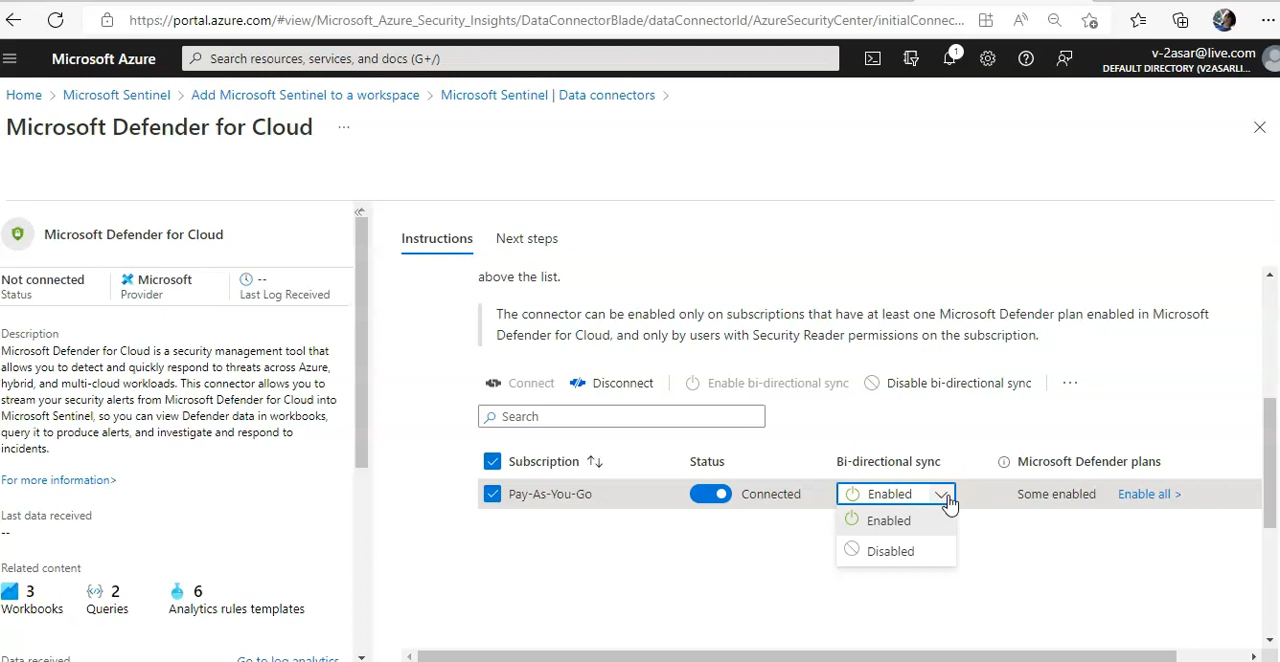 https://portal.azure.com/#view/Microsoft_Azure_Security_Insights/DataConnectorBlade/dataConnectorId/AzureSecurityCenter/initialConnec...
Microsoft Azure
Search resources, services, and docs (G+/)
1
v-2asar@live.com
DEFAULT DIRECTORY (V2ASARLI...
Home > Microsoft Sentinel > Add Microsoft Sentinel to a workspace > Microsoft Sentinel | Data connectors >
Microsoft Defender for Cloud ...
Microsoft Defender for Cloud
Not connected
Status
Microsoft
Provider
--
Last Log Received
Description
Microsoft Defender for Cloud is a security management tool that
allows you to detect and quickly respond to threats across Azure,
hybrid, and multi-cloud workloads. This connector allows you to
stream your security alerts from Microsoft Defender for Cloud into
Microsoft Sentinel, so you can view Defender data in workbooks,
query it to produce alerts, and investigate and respond to
incidents.
For more information>
Last data received
--
Related content
3
Workbooks
2
Queries
6
Analytics rules templates
Data received
Go to log analytics
Instructions
Next steps
above the list.
The connector can be enabled only on subscriptions that have at least one Microsoft Defender plan enabled in Microsoft
Defender for Cloud, and only by users with Security Reader permissions on the subscription.
Connect
Disconnect
Enable bi-directional sync
Disable bi-directional sync
...
Search
Subscription
Status
Bi-directional sync
Microsoft Defender plans
Pay-As-You-Go
Connected
Enabled
Some enabled
Enable all >
Enabled
Disabled